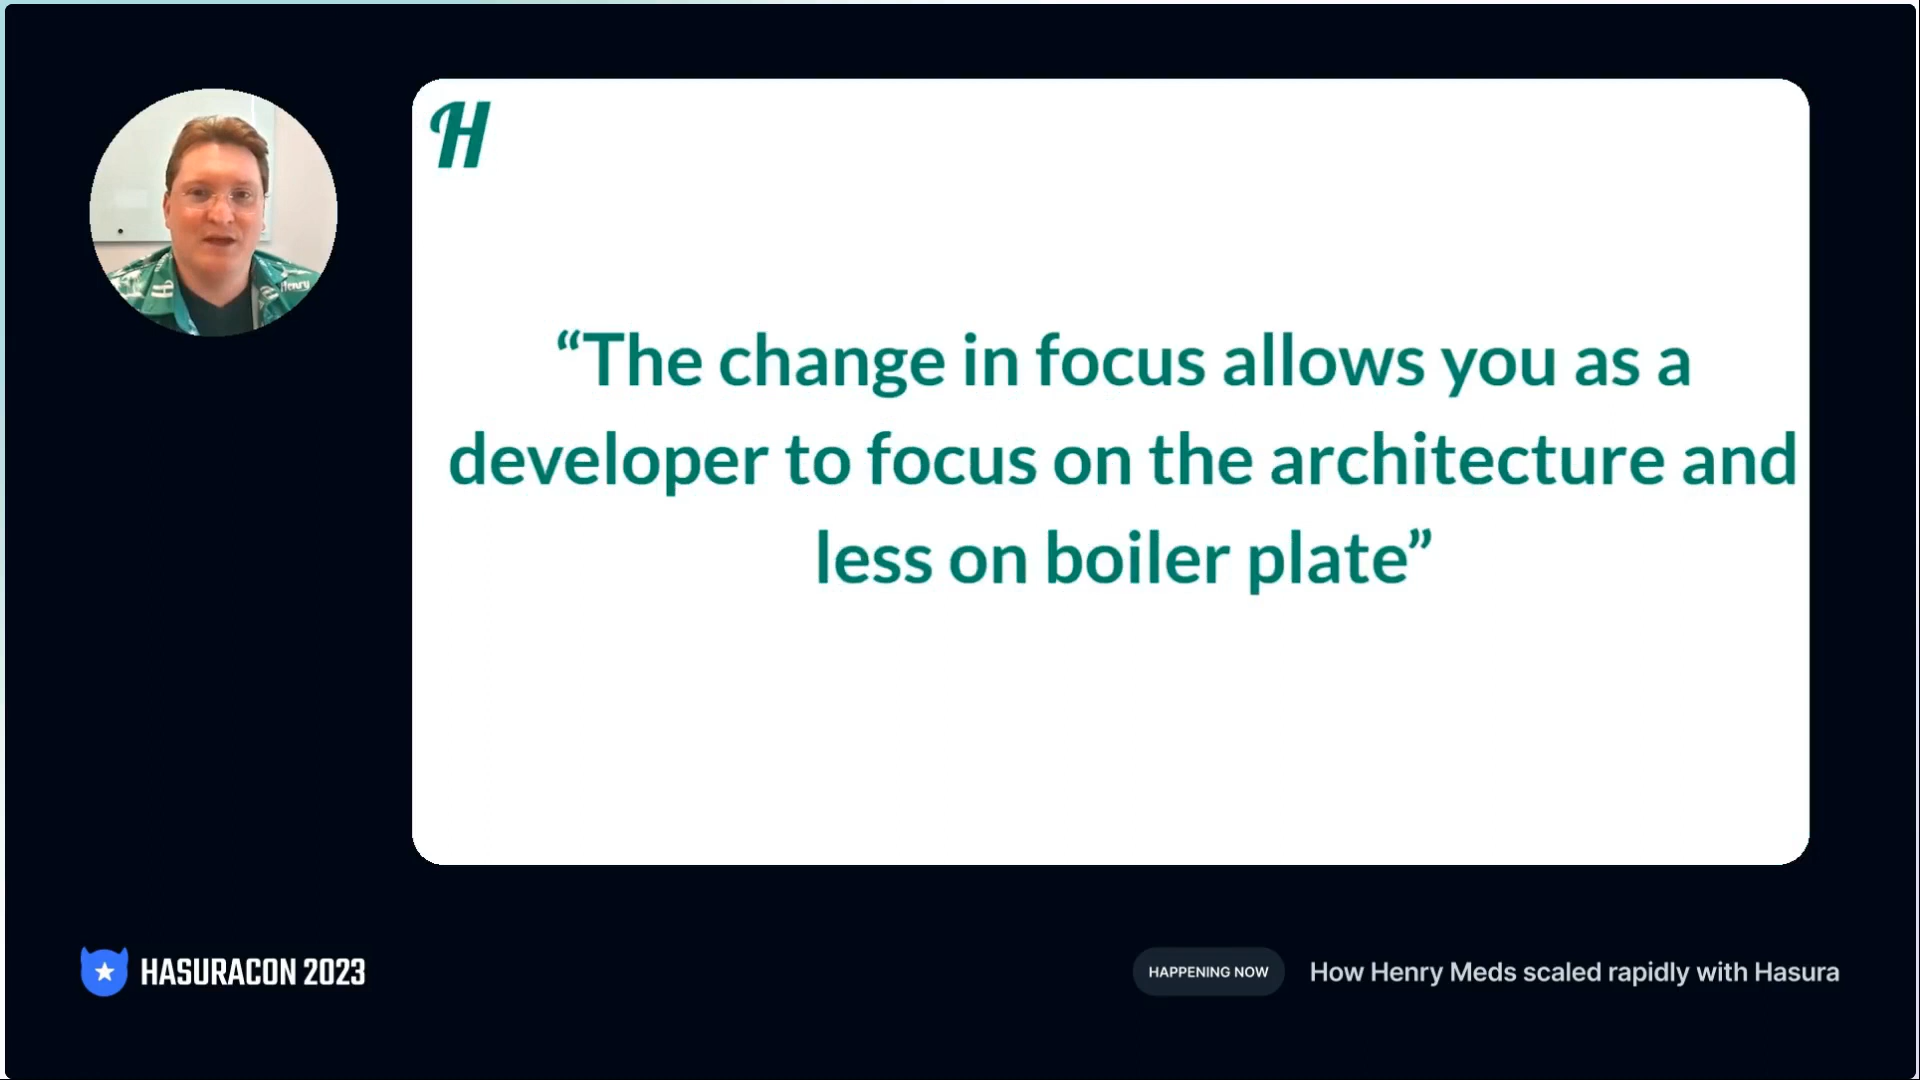 H
“The change in focus allows you as a
developer to focus on the architecture and
less on boiler plate”
Henry
HASURACON 2023
HAPPENING NOW
How Henry Meds scaled rapidly with Hasura